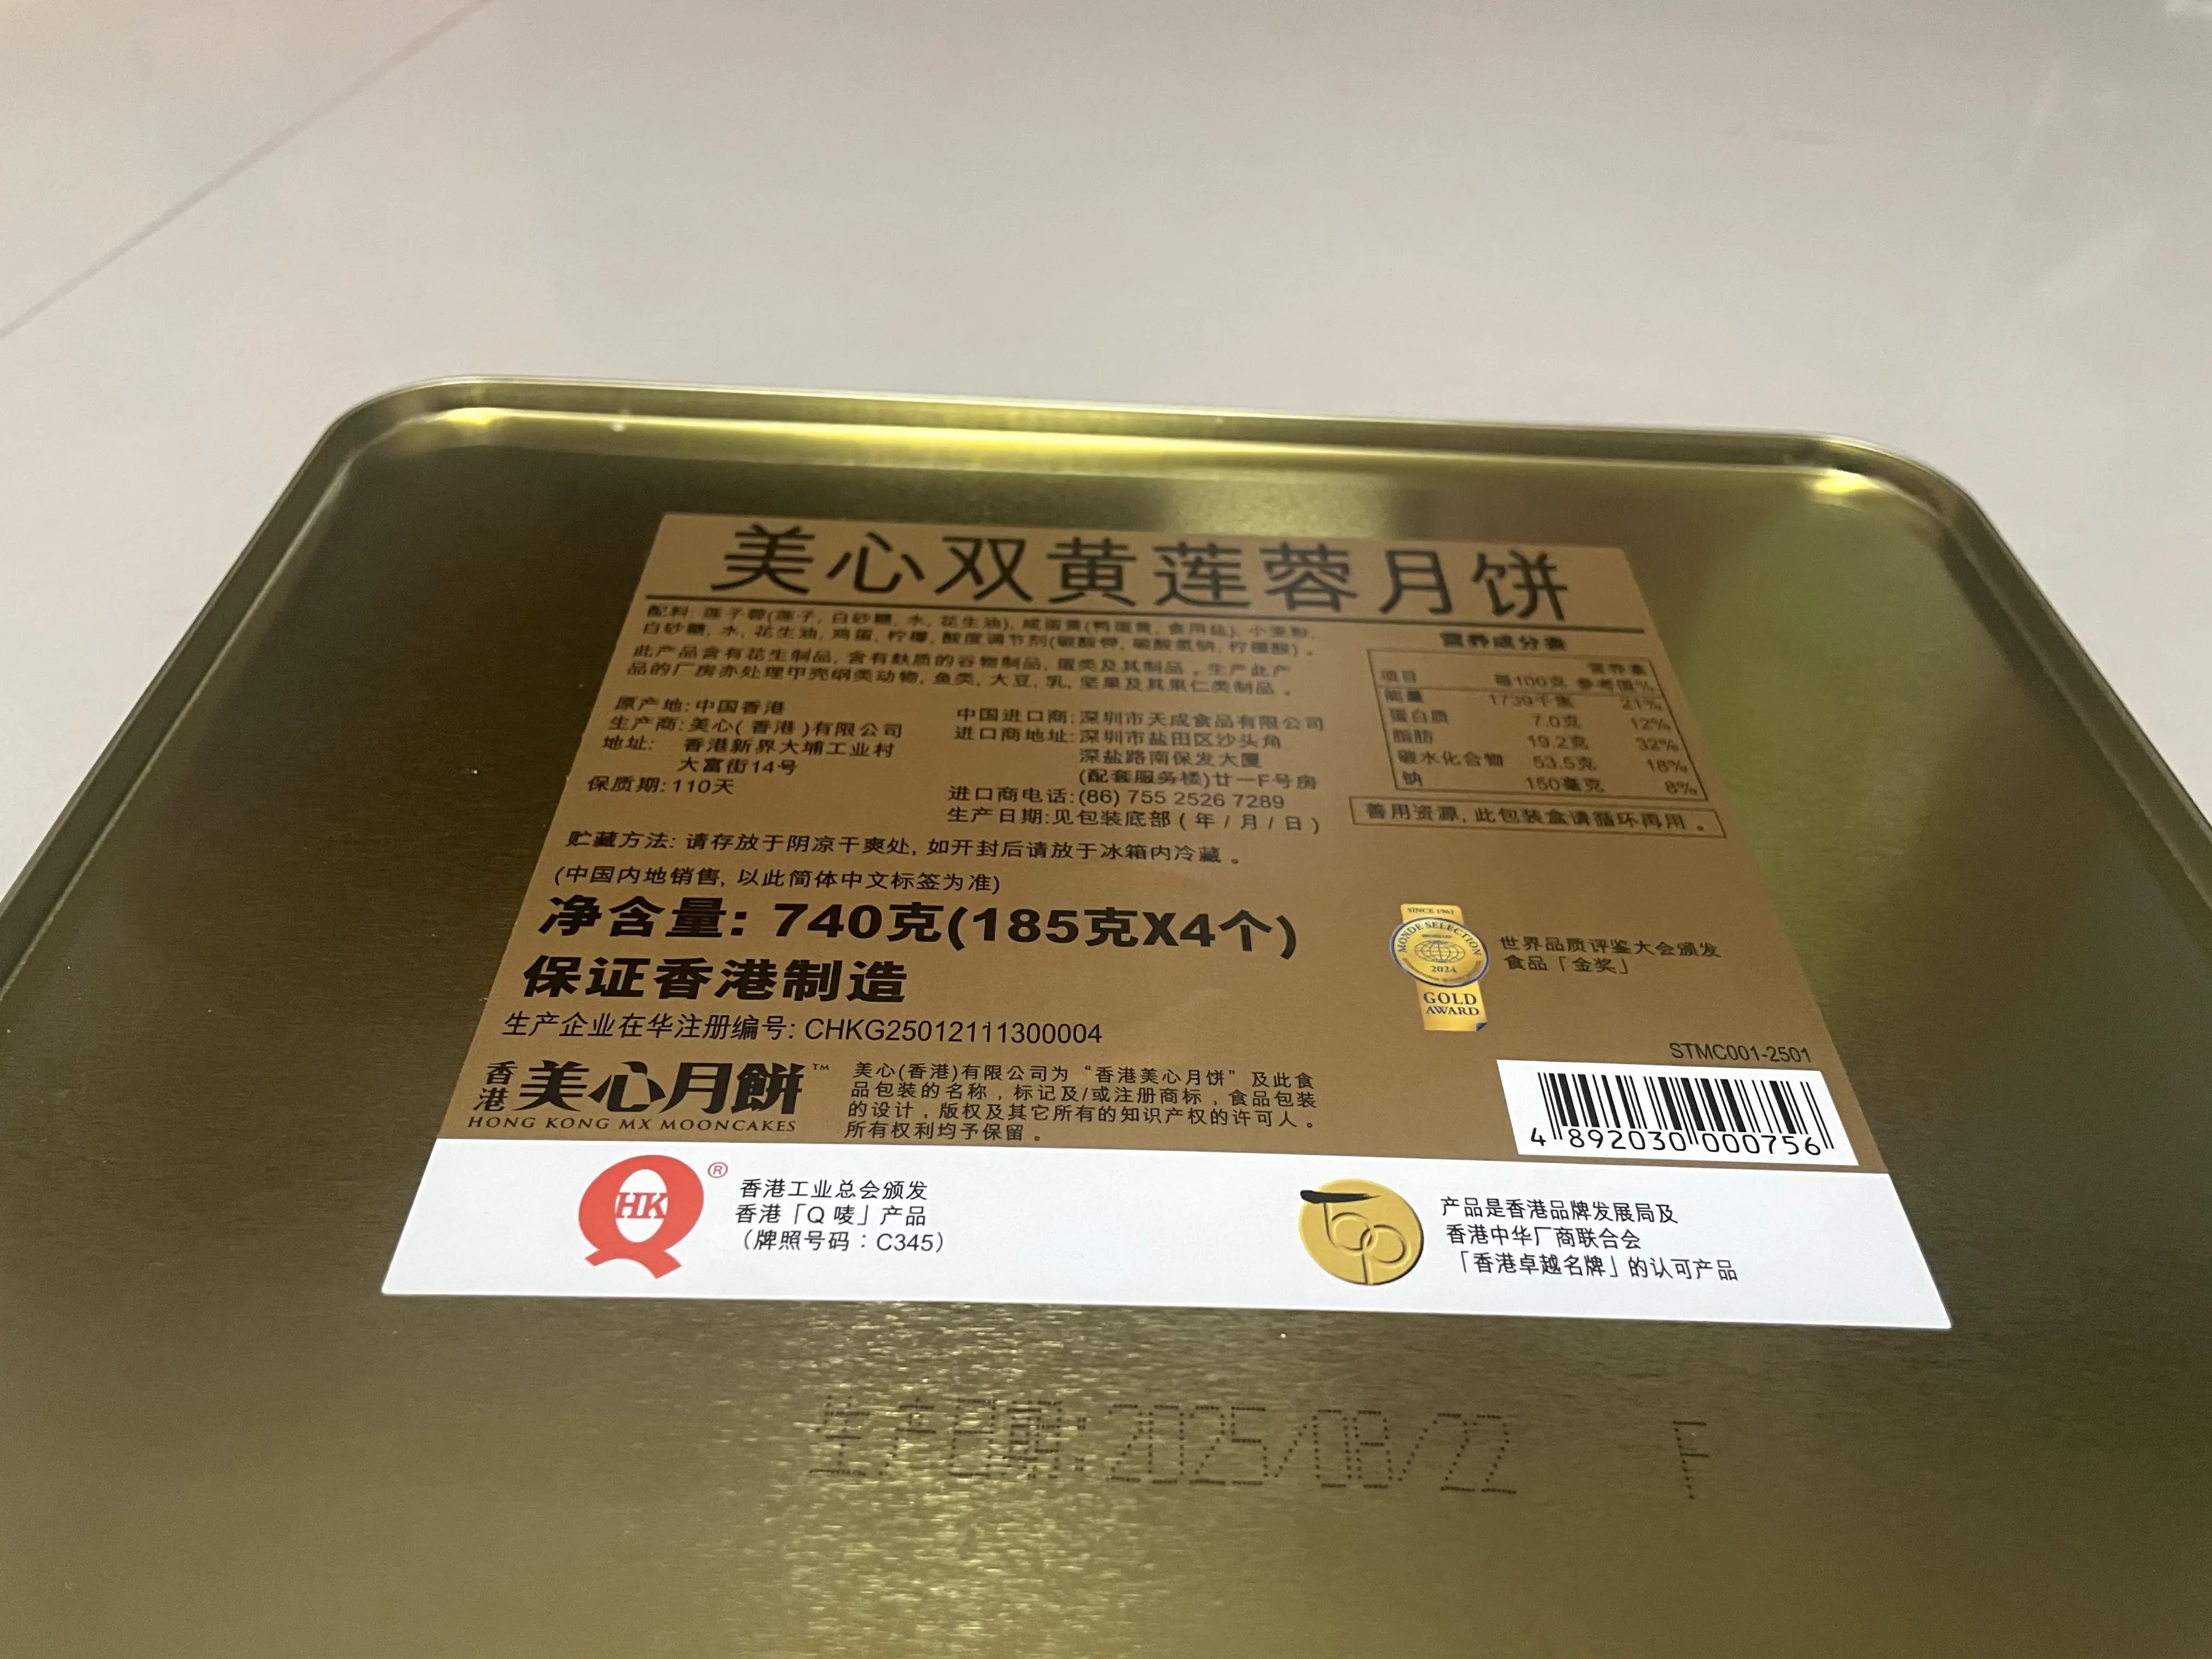 美心双黄莲蓉月饼
配料: 莲子蓉(莲子, 白砂糖, 水, 花生油), 咸蛋黄(鸭蛋黄, 食用盐), 小麦粉,
白砂糖, 水, 花生油, 鸡蛋, 柠檬, 酸度调节剂(碳酸钾, 碳酸氢钠, 柠檬酸) 。
此产品含有花生制品, 含有麸质的谷物制品, 蛋类及其制品 。生产此产
品的厂房亦处理甲壳纲类动物, 鱼类, 大豆, 乳, 坚果及其果仁类制品 。
原产地: 中国香港
生产商: 美心( 香港 )有限公司
地址: 香港新界大埔工业村
大富街14号
保质期: 110天
中国进口商: 深圳市天成食品有限公司
进口商地址: 深圳市盐田区沙头角
深盐路南保发大厦
(配套服务楼)廿一F号房
进口商电话: (86) 755 2526 7289
生产日期: 见包装底部 ( 年 / 月 / 日 )
营养成分表
项目 每100克 营养素参考值%
能量 1739千焦 21%
蛋白质 7.0克 12%
脂肪 19.2克 32%
碳水化合物 53.5克 18%
钠 150毫克 8%
善用资源, 此包装盒请循环再用 。
贮藏方法: 请存放于阴凉干爽处, 如开封后请放于冰箱内冷藏 。
(中国内地销售, 以此简体中文标签为准)
净含量: 740克(185克X4个)
保证香港制造
生产企业在华注册编号: CHKG25012111300004
SINCE 1961
MONDE SELECTION
2024
GOLD
AWARD
世界品质评鉴大会颁发
食品「金奖」
香港美心月餅™
HONG KONG MX MOONCAKES
美心(香港)有限公司为“香港美心月饼”及此食
品包装的名称，标记及/或注册商标，食品包装
的设计，版权及其它所有的知识产权的许可人。
所有权利均予保留。
STMC001-2501
4 892030 000756
HK ®
香港工业总会颁发
香港「Q 唛」产品
（牌照号码：C345）
产品是香港品牌发展局及
香港中华厂商联合会
「香港卓越名牌」的认可产品
生产日期: 2025/08/22 F